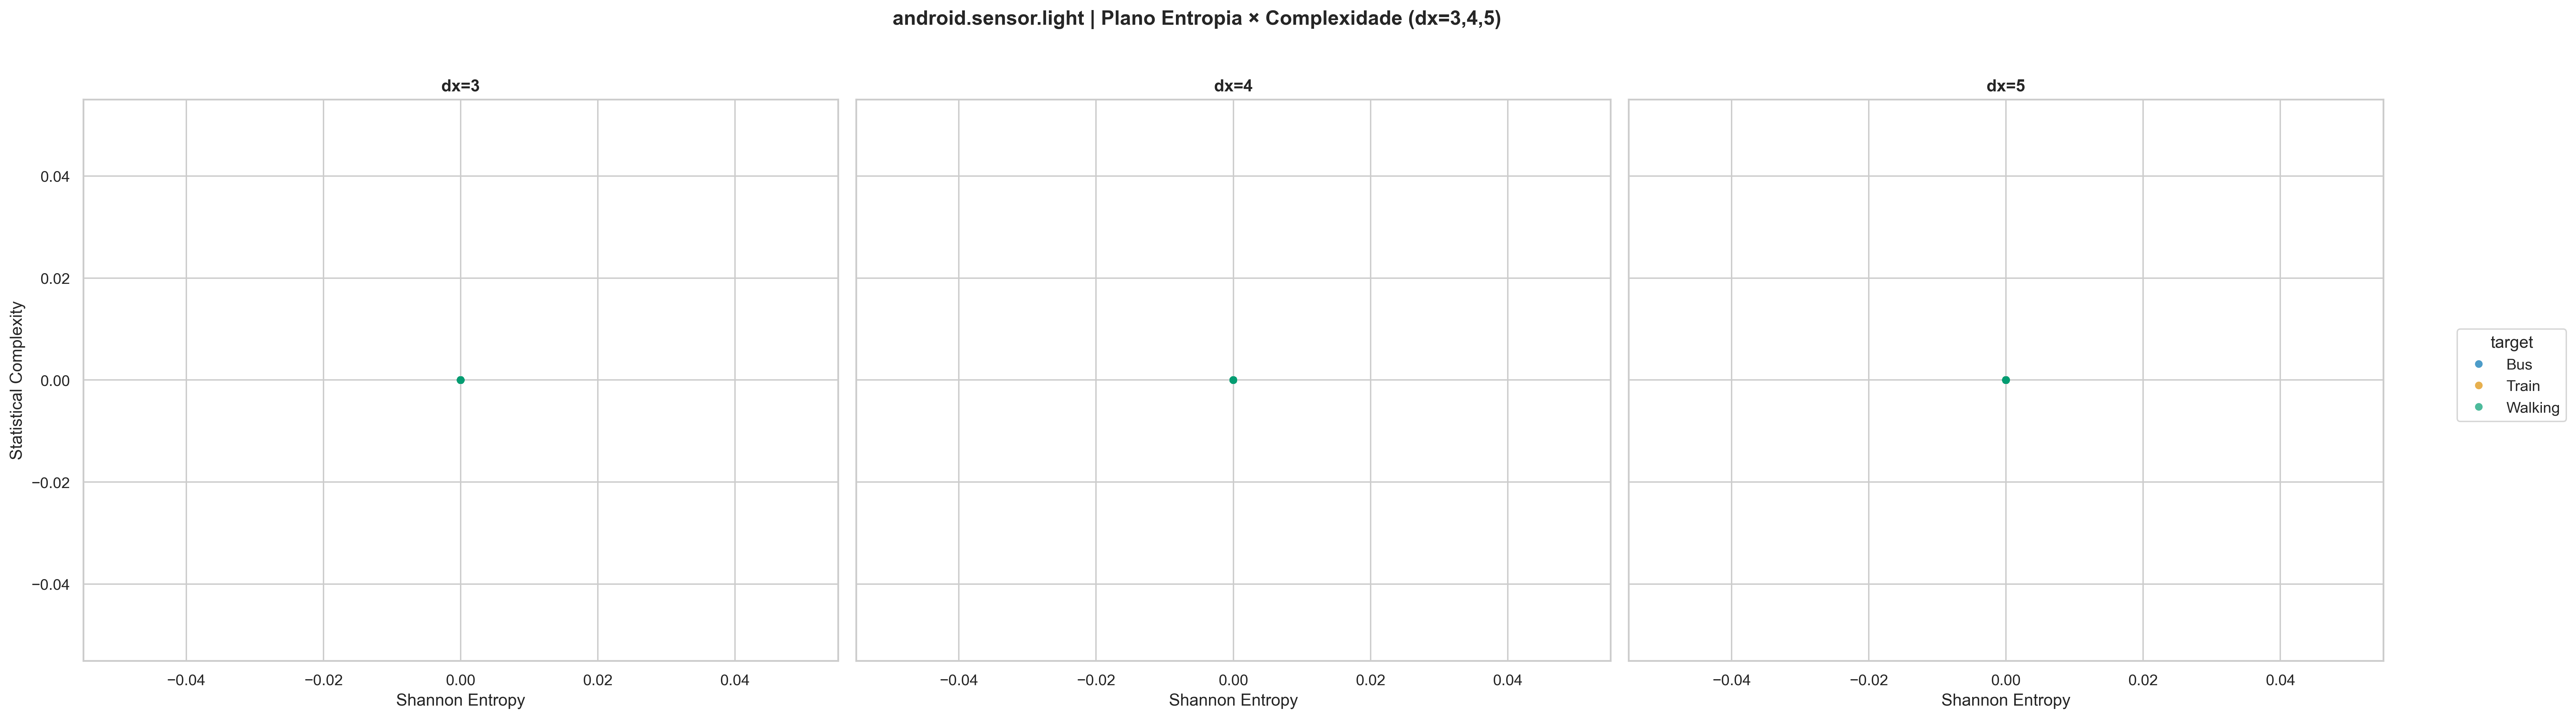 android.sensor.light | Plano Entropia × Complexidade (dx=3,4,5)
dx=3
dx=4
dx=5
Statistical Complexity
0.04
0.02
0.00
−0.02
−0.04
−0.04 −0.02 0.00 0.02 0.04
−0.04 −0.02 0.00 0.02 0.04
−0.04 −0.02 0.00 0.02 0.04
Shannon Entropy
Shannon Entropy
Shannon Entropy
target
Bus
Train
Walking